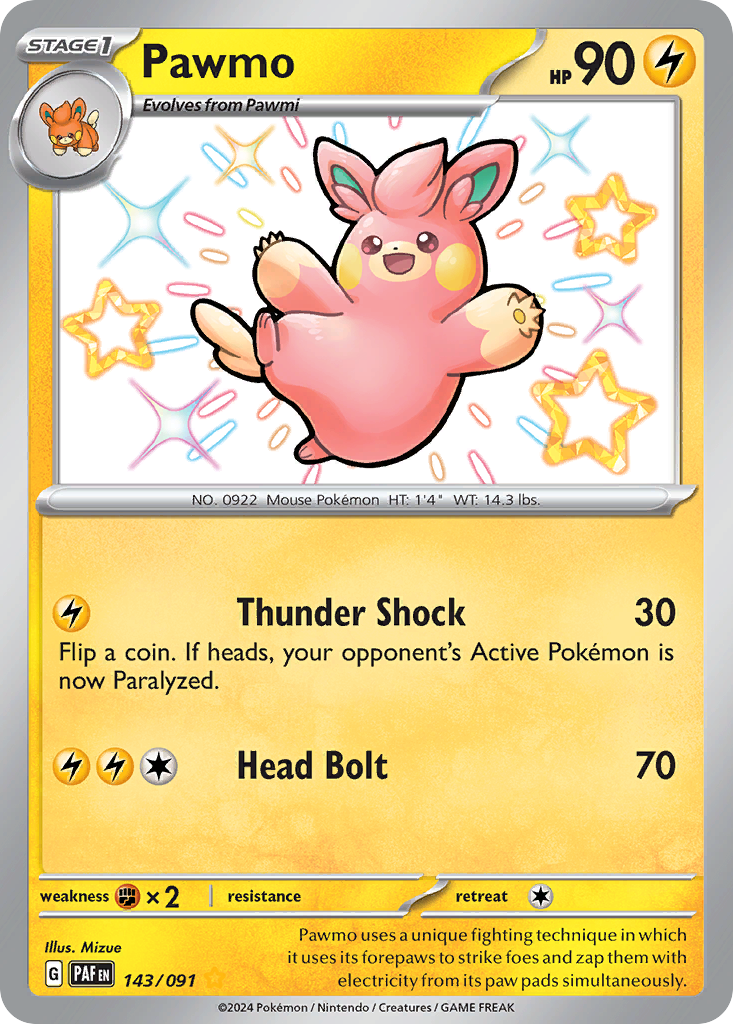 STAGE1
Pawmo
HP 90
Evolves from Pawmi
NO. 0922 Mouse Pokémon HT: 1'4" WT: 14.3 lbs.
Thunder Shock 30
Flip a coin. If heads, your opponent's Active Pokémon is
now Paralyzed.
Head Bolt 70
weakness ×2 resistance retreat
Illus. Mizue
G PAF EN 143/091
Pawmo uses a unique fighting technique in which
it uses its forepaws to strike foes and zap them with
electricity from its paw pads simultaneously.
©2024 Pokémon / Nintendo / Creatures / GAME FREAK